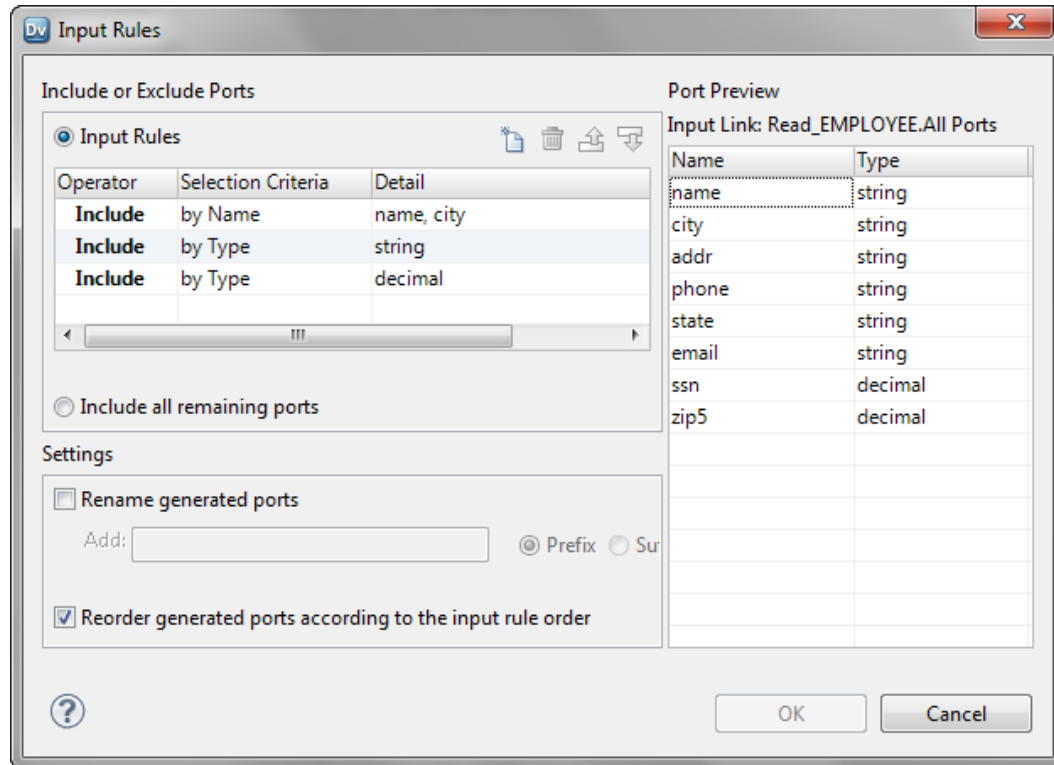 Dv Input Rules
Include or Exclude Ports
Input Rules
Operator Selection Criteria Detail
Include by Name name, city
Include by Type string
Include by Type decimal
Include all remaining ports
Settings
Rename generated ports
Add: Prefix Su
Reorder generated ports according to the input rule order
Port Preview
Input Link: Read_EMPLOYEE.All Ports
Name Type
name string
city string
addr string
phone string
state string
email string
ssn decimal
zip5 decimal
? OK Cancel